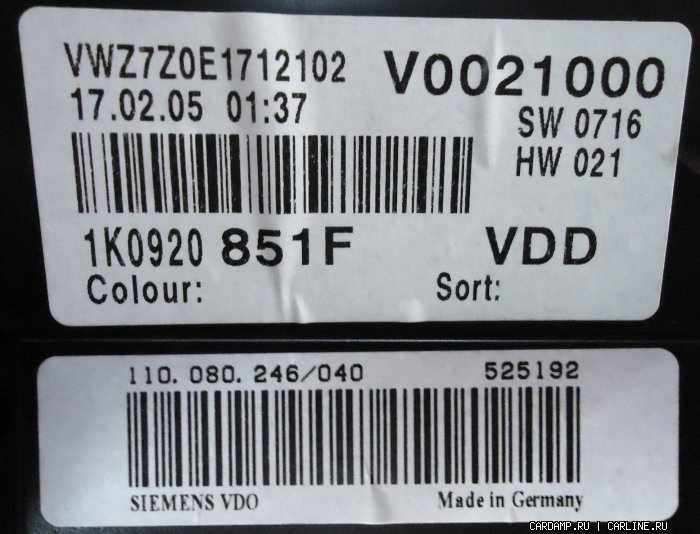 VWZ7Z0E1712102 V0021000
17.02.05 01:37 SW 0716
HW 021
1K0920 851F VDD
Colour: Sort:
110.080.246/040 525192
SIEMENS VDO Made in Germany
CARDAMP.RU | CARLINE.RU